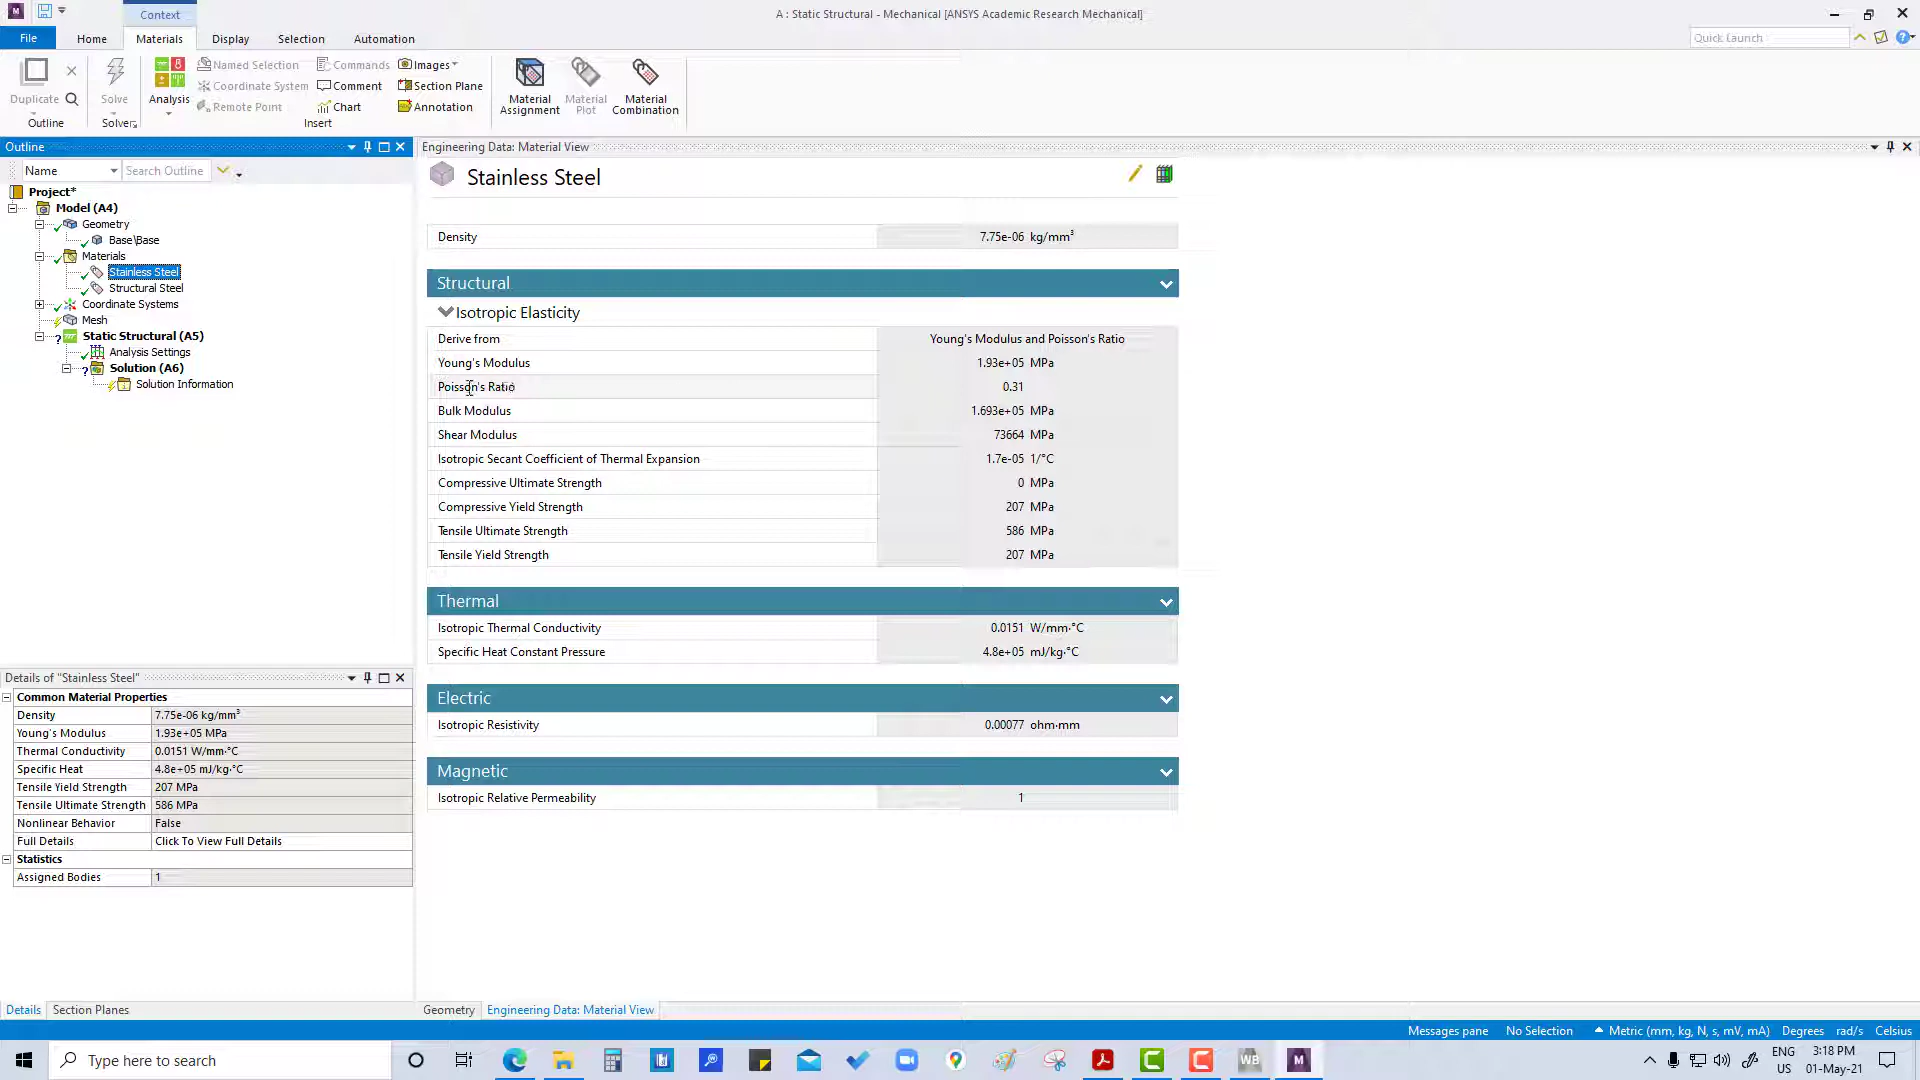 Context
A : Static Structural - Mechanical [ANSYS Academic Research Mechanical]
File Home Materials Display Selection Automation
Quick Launch
Duplicate
Outline
Solve
Solver
Analysis
Named Selection Commands Images
Coordinate System Comment Section Plane
Remote Point Chart Annotation
Insert
Material Assignment
Material Plot
Material Combination
Outline
Name Search Outline
Project*
Model (A4)
Geometry
Base\Base
Materials
Stainless Steel
Structural Steel
Coordinate Systems
Mesh
Static Structural (A5)
Analysis Settings
Solution (A6)
Solution Information
Engineering Data: Material View
Stainless Steel
Density 7.75e-06 kg/mm³
Structural
Isotropic Elasticity
Derive from Young's Modulus and Poisson's Ratio
Young's Modulus 1.93e+05 MPa
Poisson's Ratio 0.31
Bulk Modulus 1.693e+05 MPa
Shear Modulus 73664 MPa
Isotropic Secant Coefficient of Thermal Expansion 1.7e-05 1/°C
Compressive Ultimate Strength 0 MPa
Compressive Yield Strength 207 MPa
Tensile Ultimate Strength 586 MPa
Tensile Yield Strength 207 MPa
Thermal
Isotropic Thermal Conductivity 0.0151 W/mm·°C
Specific Heat Constant Pressure 4.8e+05 mJ/kg·°C
Electric
Isotropic Resistivity 0.00077 ohm·mm
Magnetic
Isotropic Relative Permeability 1
Details of "Stainless Steel"
Common Material Properties
Density 7.75e-06 kg/mm³
Young's Modulus 1.93e+05 MPa
Thermal Conductivity 0.0151 W/mm·°C
Specific Heat 4.8e+05 mJ/kg·°C
Tensile Yield Strength 207 MPa
Tensile Ultimate Strength 586 MPa
Nonlinear Behavior False
Full Details Click To View Full Details
Statistics
Assigned Bodies 1
Details Section Planes
Geometry Engineering Data: Material View
Messages pane No Selection Metric (mm, kg, N, s, mV, mA) Degrees rad/s Celsius
Type here to search
WB
M
ENG
US
3:18 PM
01-May-21